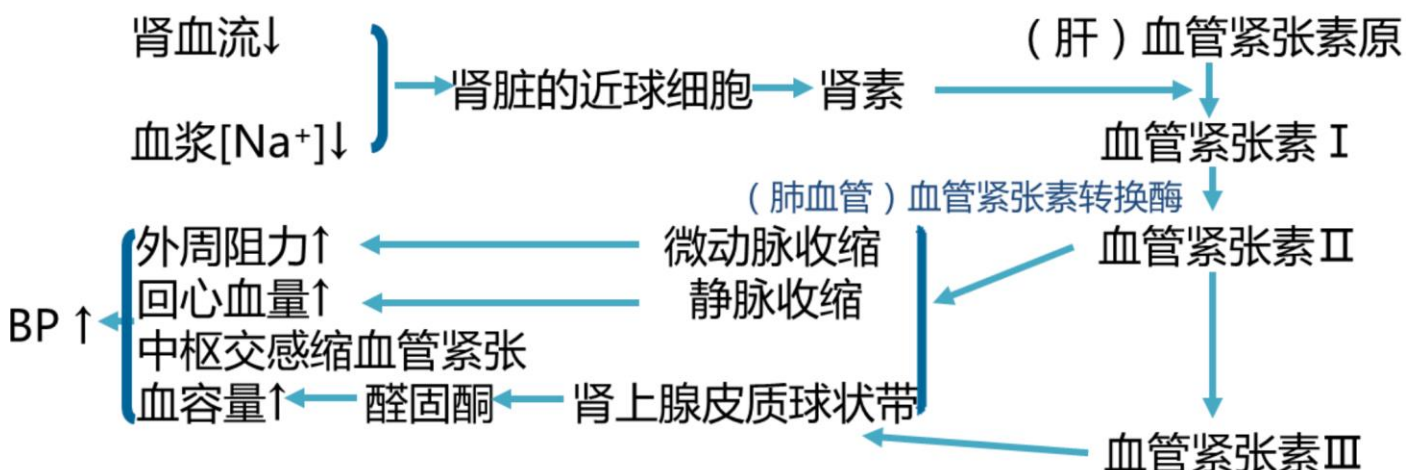 肾血流↓
(肝)血管紧张素原
肾脏的近球细胞
肾素
血浆[Na⁺]↓
血管紧张素Ⅰ
(肺血管)血管紧张素转换酶
外周阻力↑
微动脉收缩
血管紧张素Ⅱ
回心血量↑
静脉收缩
BP ↑
中枢交感缩血管紧张
血容量↑
醛固酮
肾上腺皮质球状带
血管紧张素Ⅲ